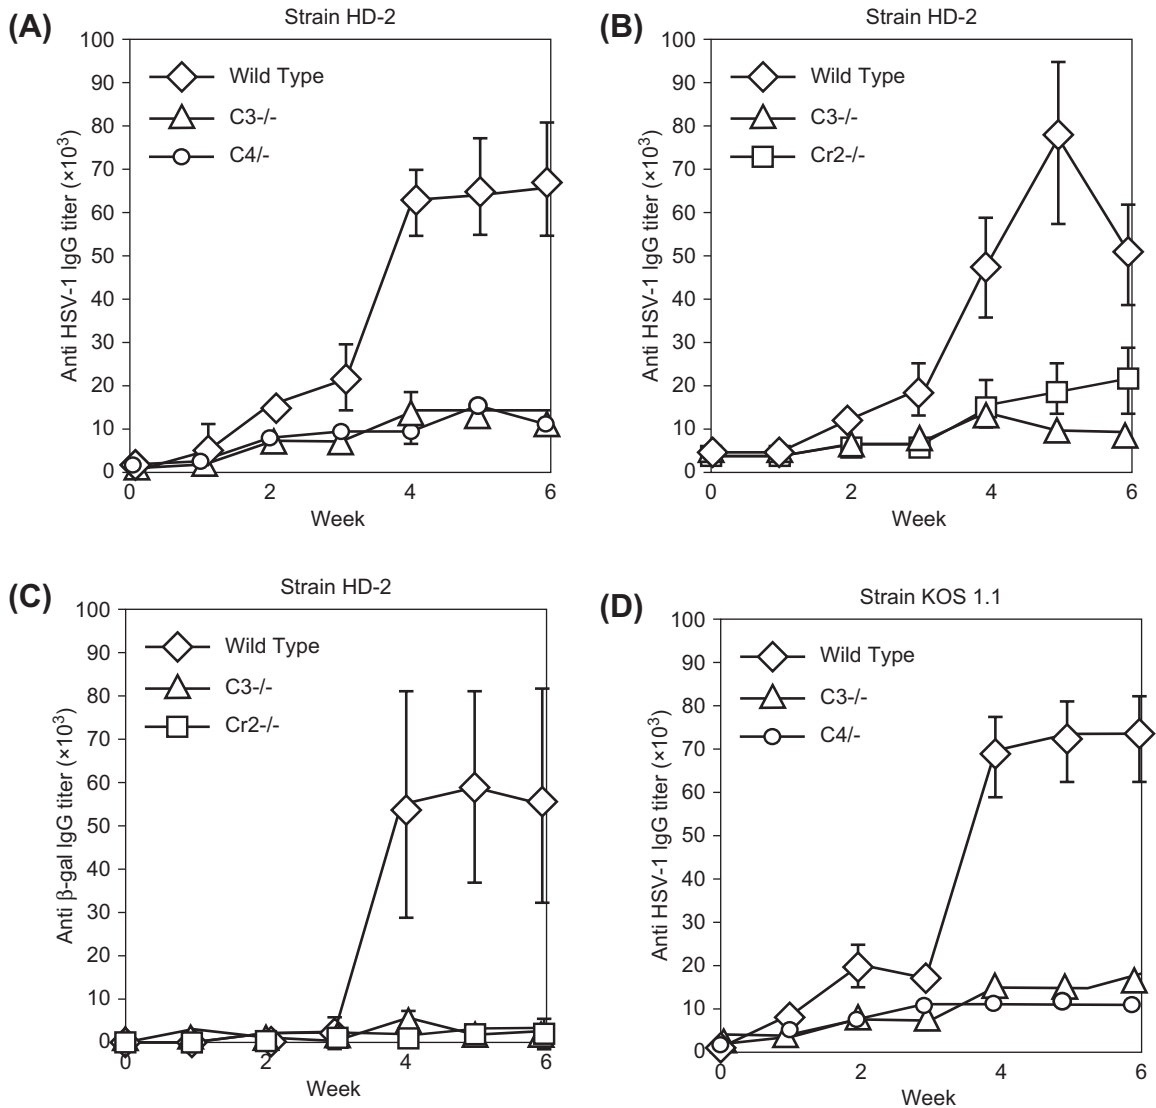 (A)
Strain HD-2
Anti HSV-1 IgG titer (×10³)
100
90
80
70
60
50
40
30
20
10
0
Wild Type
C3-/-
C4/-
0 2 4 6
Week
(B)
Strain HD-2
Anti HSV-1 IgG titer (×10³)
100
90
80
70
60
50
40
30
20
10
0
Wild Type
C3-/-
Cr2-/-
0 2 4 6
Week
(C)
Strain HD-2
Anti β-gal IgG titer (×10³)
100
90
80
70
60
50
40
30
20
10
0
Wild Type
C3-/-
Cr2-/-
0 2 4 6
Week
(D)
Strain KOS 1.1
Anti HSV-1 IgG titer (×10³)
100
90
80
70
60
50
40
30
20
10
0
Wild Type
C3-/-
C4/-
0 2 4 6
Week